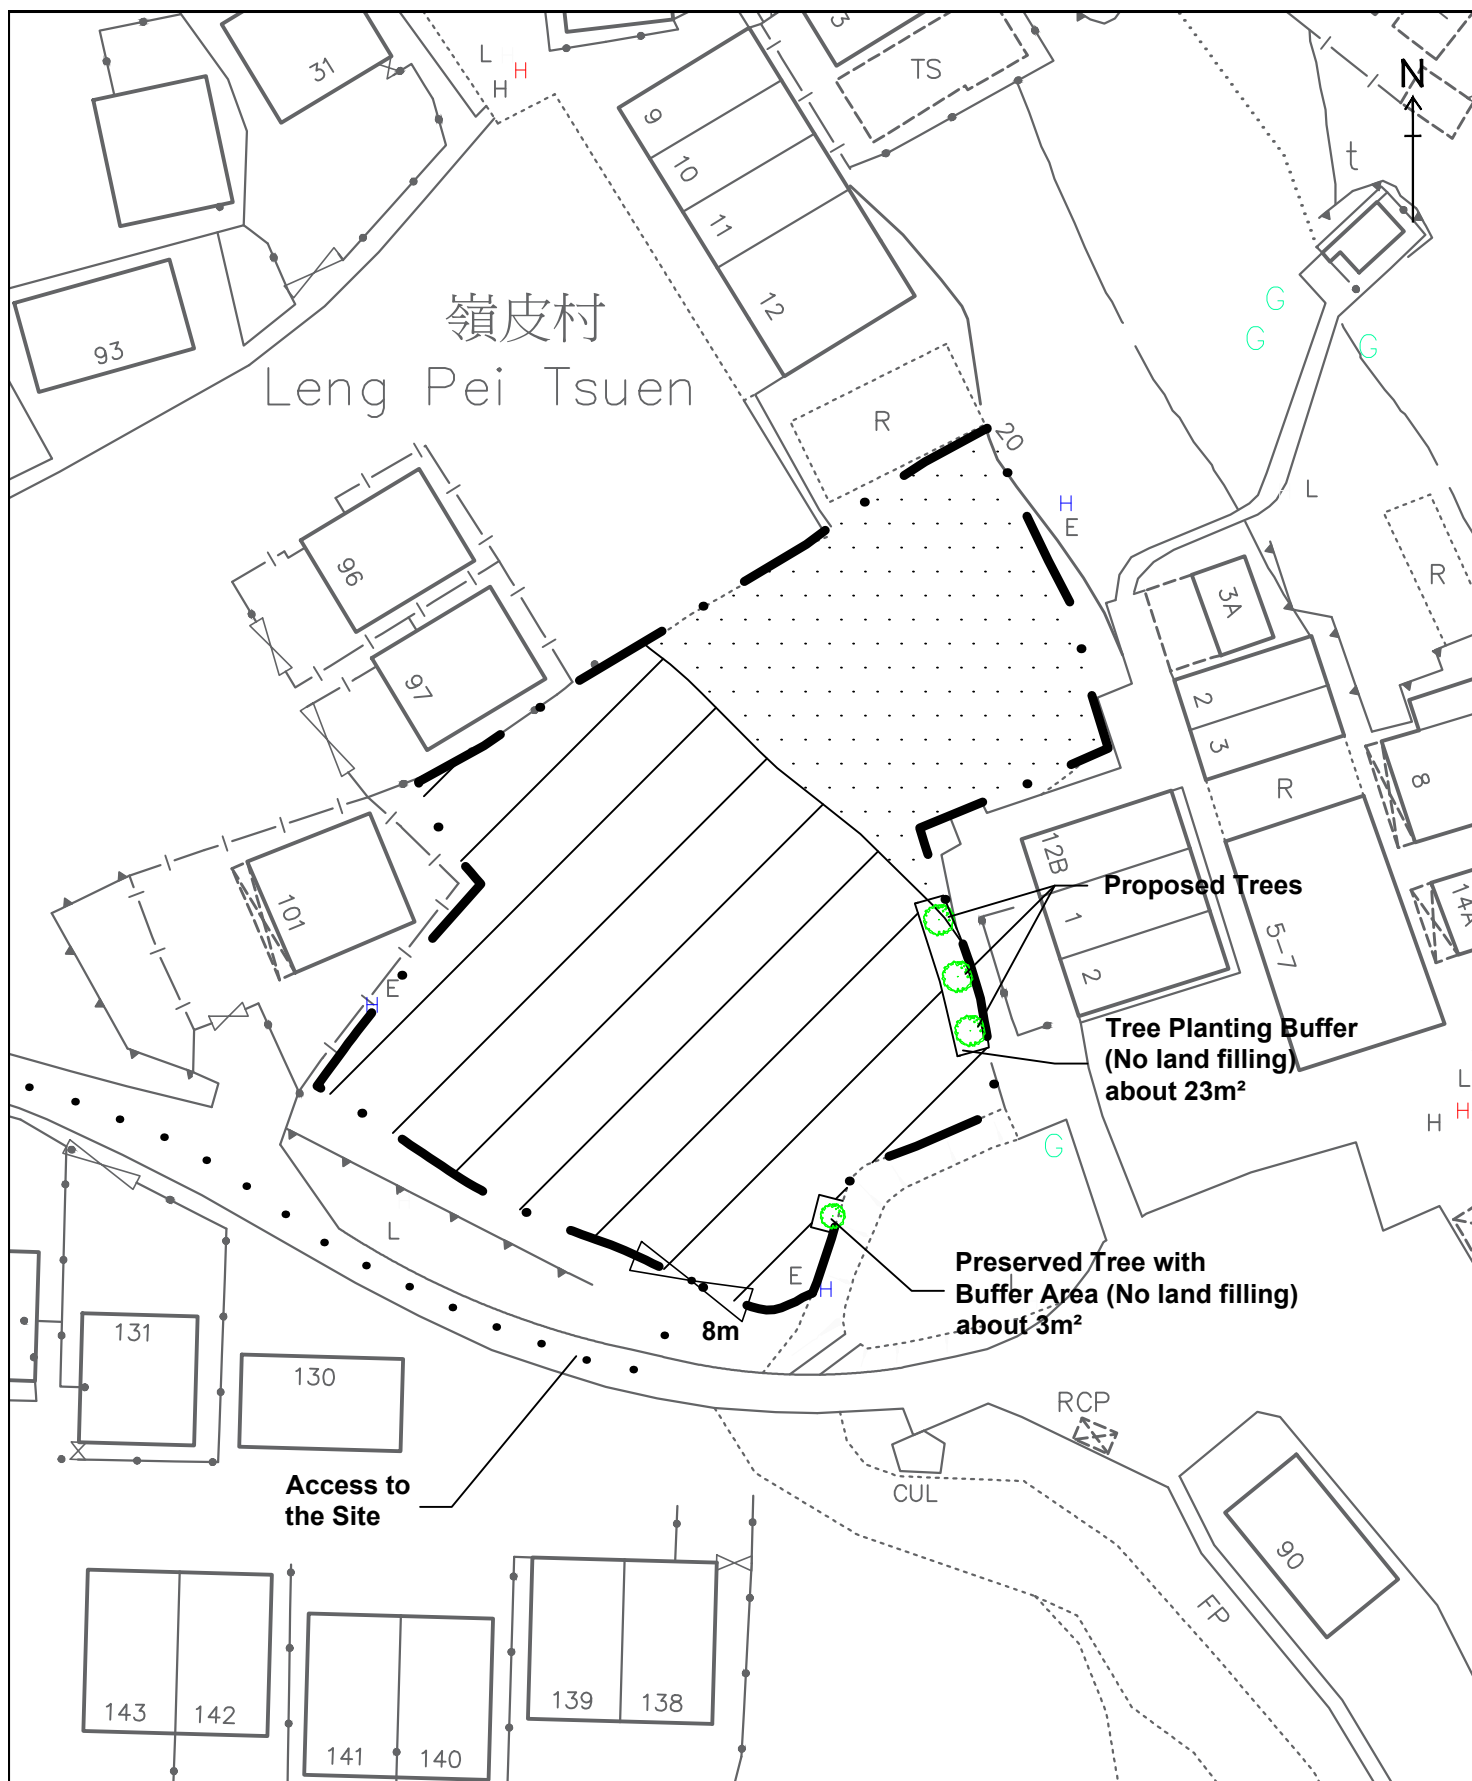 31
L
H
H
3
TS
N
t
9
10
11
12
93
嶺皮村
Leng Pei Tsuen
G
G
G
R
20
H
E
L
R
96
97
3A
2
3
R
8
101
12B
1
2
5-7
14A
Proposed Trees
E
H
Tree Planting Buffer
(No land filling)
about 23m²
L
H
H
G
L
Preserved Tree with
Buffer Area (No land filling)
about 3m²
E
H
8m
131
130
RCP
CUL
Access to
the Site
90
FP
143
142
141
140
139
138